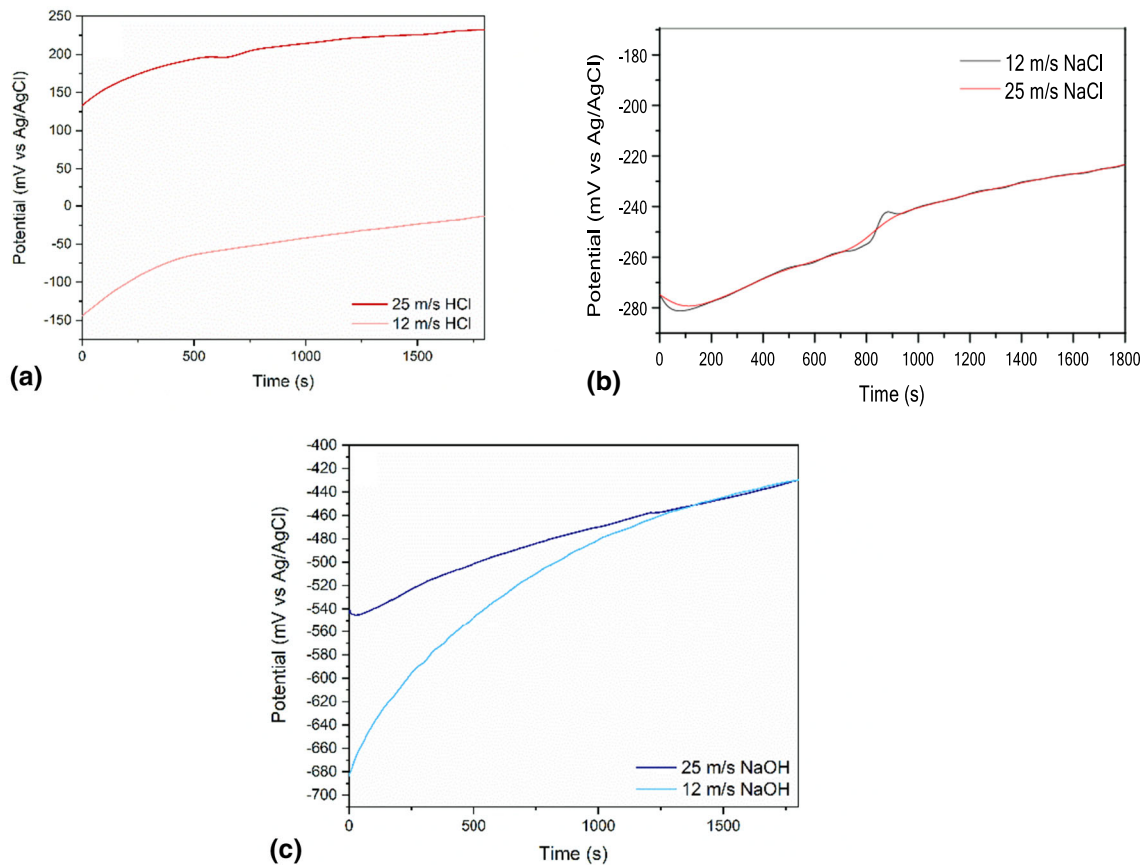 250
200
150
100
50
0
-50
-100
-150
Potential (mV vs Ag/AgCl)
25 m/s HCl
12 m/s HCl
0 500 1000 1500
Time (s)
(a)
-180
-200
-220
-240
-260
-280
Potential (mV vs Ag/AgCl)
12 m/s NaCl
25 m/s NaCl
0 200 400 600 800 1000 1200 1400 1600 1800
Time (s)
(b)
-400
-420
-440
-460
-480
-500
-520
-540
-560
-580
-600
-620
-640
-660
-680
-700
Potential (mV vs Ag/AgCl)
25 m/s NaOH
12 m/s NaOH
0 500 1000 1500
Time (s)
(c)